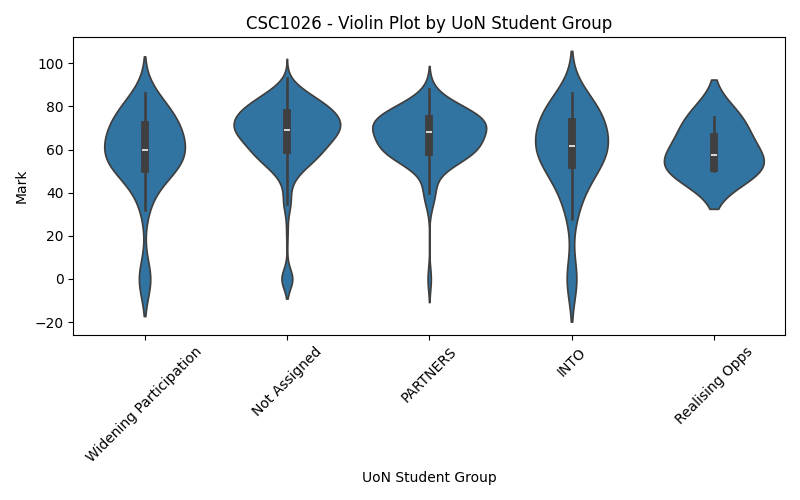 CSC1026 - Violin Plot by UoN Student Group
Mark
100
80
60
40
20
0
−20
Widening Participation
Not Assigned
PARTNERS
INTO
Realising Opps
UoN Student Group